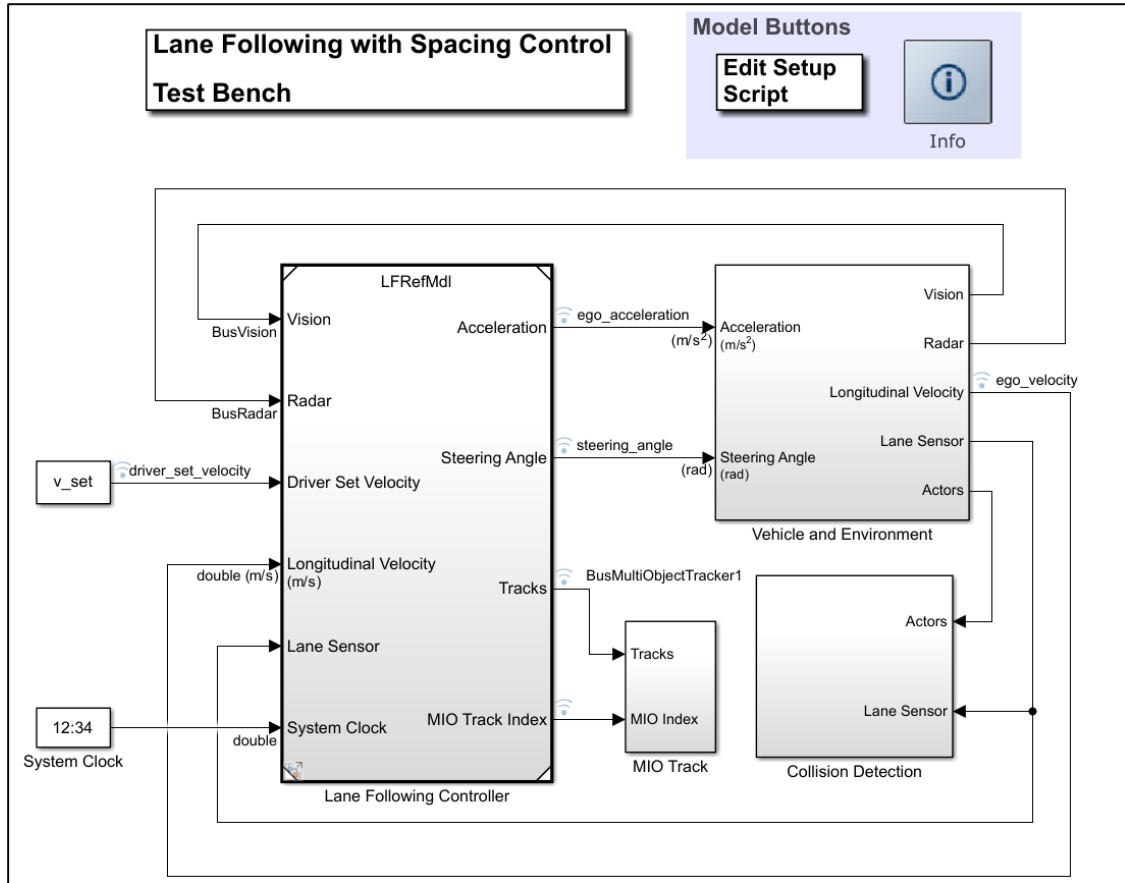 Lane Following with Spacing Control
Test Bench
Model Buttons
Edit Setup
Script
Info
LFRefMdl
Vision
BusVision
Radar
BusRadar
v_set
driver_set_velocity
Driver Set Velocity
Longitudinal Velocity
double (m/s)
(m/s)
Lane Sensor
12:34
System Clock
System Clock
double
Acceleration
Steering Angle
Tracks
MIO Track Index
Lane Following Controller
ego_acceleration
(m/s²)
steering_angle
(rad)
BusMultiObjectTracker1
Tracks
MIO Index
MIO Track
Acceleration
(m/s²)
Steering Angle
(rad)
Vision
Radar
Longitudinal Velocity
Lane Sensor
Actors
Vehicle and Environment
ego_velocity
Actors
Lane Sensor
Collision Detection